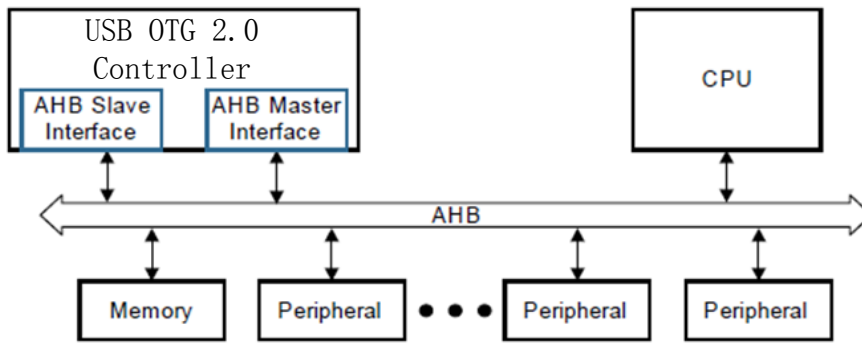 USB OTG 2.0
Controller
AHB Slave
Interface
AHB Master
Interface
CPU
AHB
Memory
Peripheral
Peripheral
Peripheral